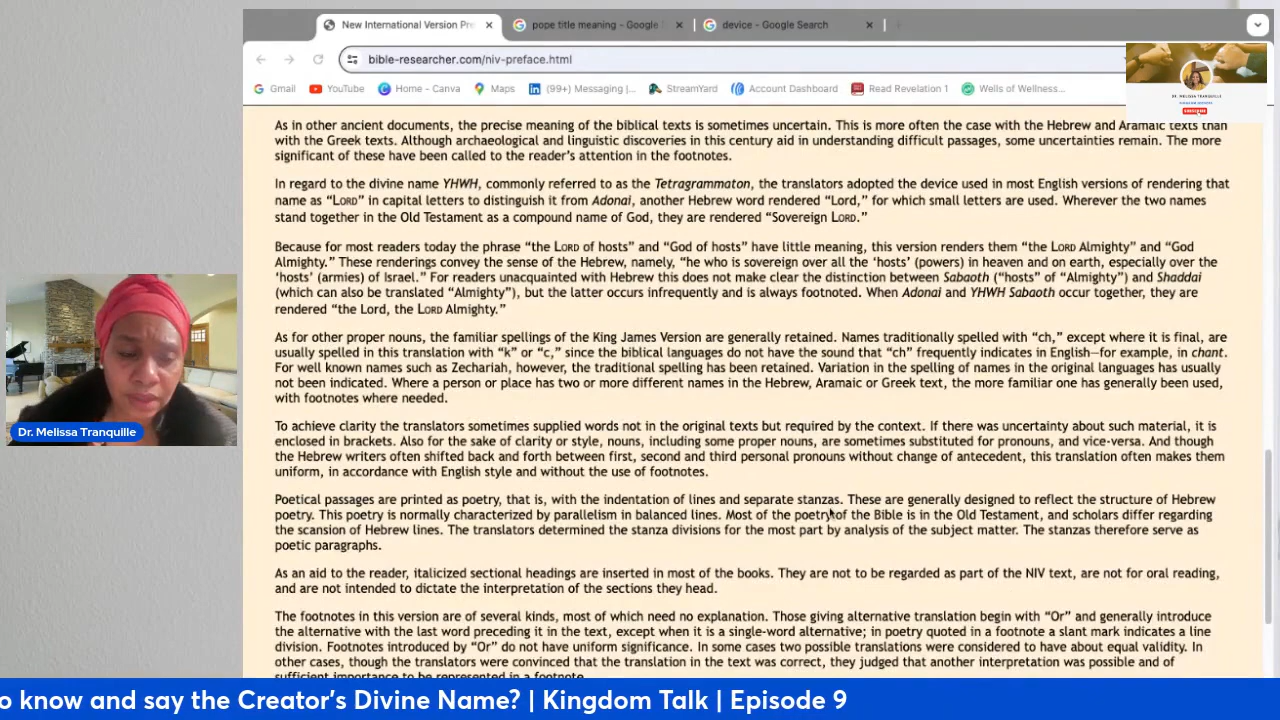 New International Version Pre
pope title meaning - Google
device - Google Search
bible-researcher.com/niv-preface.html
Gmail
YouTube
Home - Canva
Maps
(99+) Messaging |...
StreamYard
Account Dashboard
Read Revelation 1
Wells of Wellness...
DR. MELISSA TRANQUILLE
SUBSCRIBE
As in other ancient documents, the precise meaning of the biblical texts is sometimes uncertain. This is more often the case with the Hebrew and Aramaic texts than
with the Greek texts. Although archaeological and linguistic discoveries in this century aid in understanding difficult passages, some uncertainties remain. The more
significant of these have been called to the reader's attention in the footnotes.
In regard to the divine name YHWH, commonly referred to as the Tetragrammaton, the translators adopted the device used in most English versions of rendering that
name as “LORD” in capital letters to distinguish it from Adonai, another Hebrew word rendered “Lord,” for which small letters are used. Wherever the two names
stand together in the Old Testament as a compound name of God, they are rendered “Sovereign LORD.”
Because for most readers today the phrase “the LORD of hosts” and “God of hosts” have little meaning, this version renders them “the LORD Almighty” and “God
Almighty.” These renderings convey the sense of the Hebrew, namely, “he who is sovereign over all the ‘hosts’ (powers) in heaven and on earth, especially over the
‘hosts’ (armies) of Israel.” For readers unacquainted with Hebrew this does not make clear the distinction between Sabaoth (“hosts” of “Almighty”) and Shaddai
(which can also be translated “Almighty”), but the latter occurs infrequently and is always footnoted. When Adonai and YHWH Sabaoth occur together, they are
rendered “the Lord, the LORD Almighty.”
As for other proper nouns, the familiar spellings of the King James Version are generally retained. Names traditionally spelled with “ch,” except where it is final, are
usually spelled in this translation with “k” or “c,” since the biblical languages do not have the sound that “ch” frequently indicates in English—for example, in chant.
For well known names such as Zechariah, however, the traditional spelling has been retained. Variation in the spelling of names in the original languages has usually
not been indicated. Where a person or place has two or more different names in the Hebrew, Aramaic or Greek text, the more familiar one has generally been used,
with footnotes where needed.
To achieve clarity the translators sometimes supplied words not in the original texts but required by the context. If there was uncertainty about such material, it is
enclosed in brackets. Also for the sake of clarity or style, nouns, including some proper nouns, are sometimes substituted for pronouns, and vice-versa. And though
the Hebrew writers often shifted back and forth between first, second and third personal pronouns without change of antecedent, this translation often makes them
uniform, in accordance with English style and without the use of footnotes.
Poetical passages are printed as poetry, that is, with the indentation of lines and separate stanzas. These are generally designed to reflect the structure of Hebrew
poetry. This poetry is normally characterized by parallelism in balanced lines. Most of the poetry of the Bible is in the Old Testament, and scholars differ regarding
the scansion of Hebrew lines. The translators determined the stanza divisions for the most part by analysis of the subject matter. The stanzas therefore serve as
poetic paragraphs.
As an aid to the reader, italicized sectional headings are inserted in most of the books. They are not to be regarded as part of the NIV text, are not for oral reading,
and are not intended to dictate the interpretation of the sections they head.
The footnotes in this version are of several kinds, most of which need no explanation. Those giving alternative translation begin with “Or” and generally introduce
the alternative with the last word preceding it in the text, except when it is a single-word alternative; in poetry quoted in a footnote a slant mark indicates a line
division. Footnotes introduced by “Or” do not have uniform significance. In some cases two possible translations were considered to have about equal validity. In
other cases, though the translators were convinced that the translation in the text was correct, they judged that another interpretation was possible and of
sufficient importance to be represented in a footnote.
Dr. Melissa Tranquille
o know and say the Creator's Divine Name? | Kingdom Talk | Episode 9